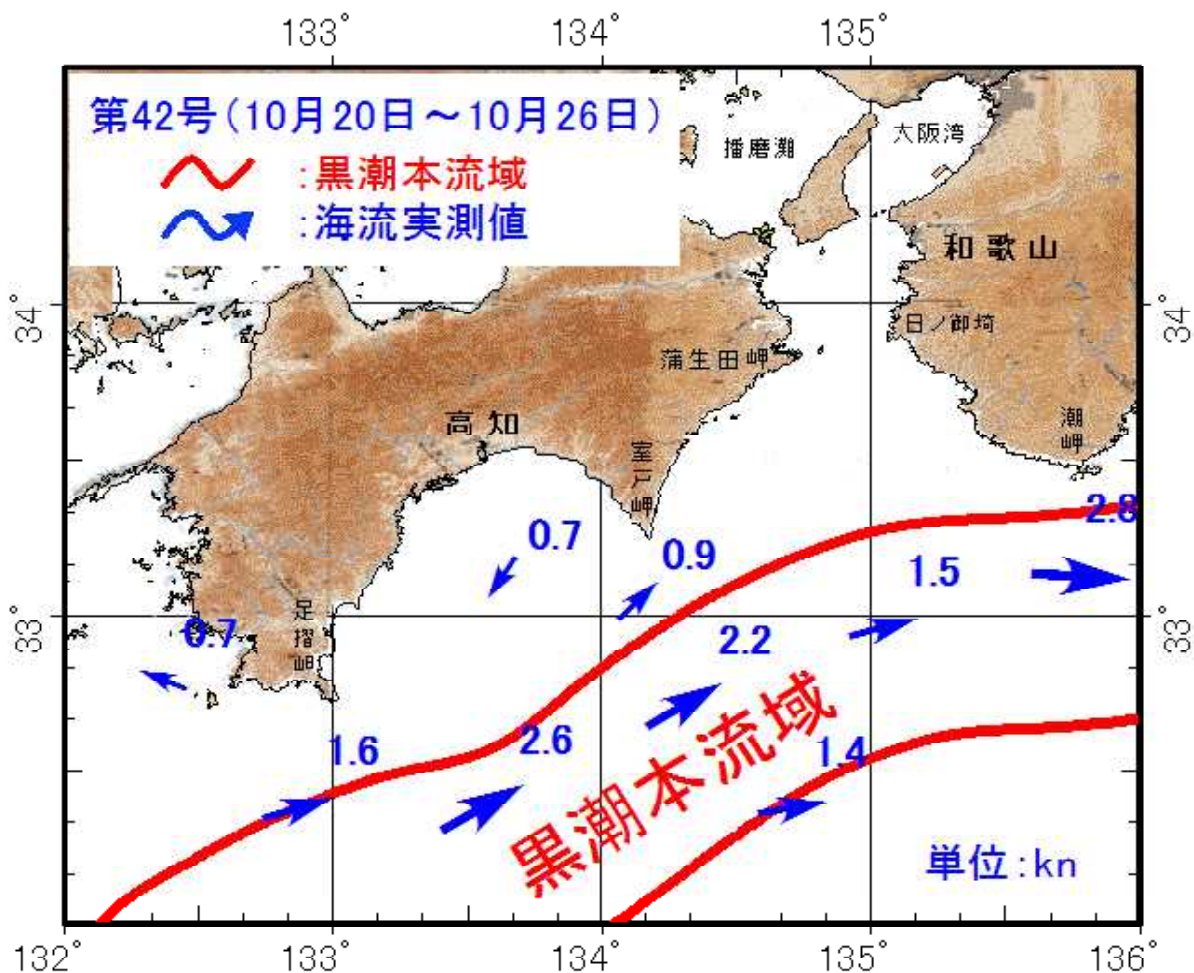 133°
134°
135°
第42号(10月20日～10月26日)
:黒潮本流域
:海流実測値
播磨灘
大阪湾
和歌山
34°
34°
日ノ御埼
蒲生田岬
高知
潮岬
室戸岬
2.8
0.7
0.9
1.5
33°
33°
足摺岬
0.7
2.2
1.6
2.6
1.4
黒潮本流域
単位:kn
132°
133°
134°
135°
136°